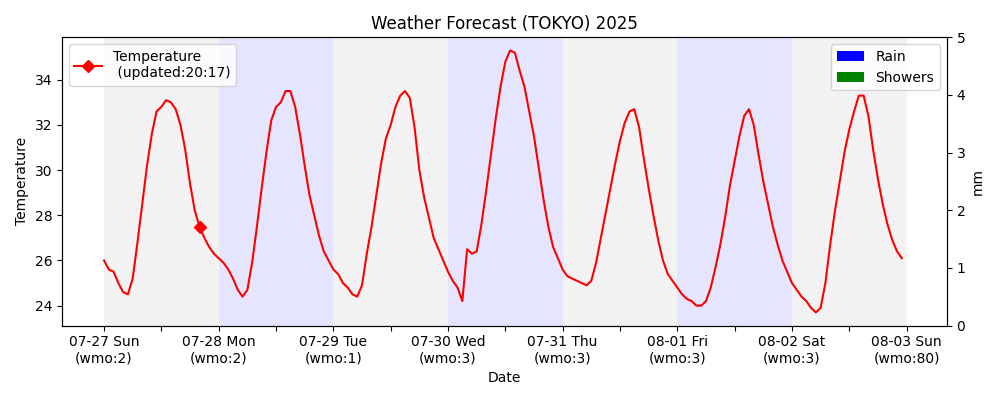 Weather Forecast (TOKYO) 2025
Temperature
(updated:20:17)
Rain
Showers
Temperature
34
32
30
28
26
24
5
4
3
2
1
0
mm
07-27 Sun 07-28 Mon 07-29 Tue 07-30 Wed 07-31 Thu 08-01 Fri 08-02 Sat 08-03 Sun
(wmo:2) (wmo:2) (wmo:1) (wmo:3) (wmo:3) (wmo:3) (wmo:3) (wmo:80)
Date